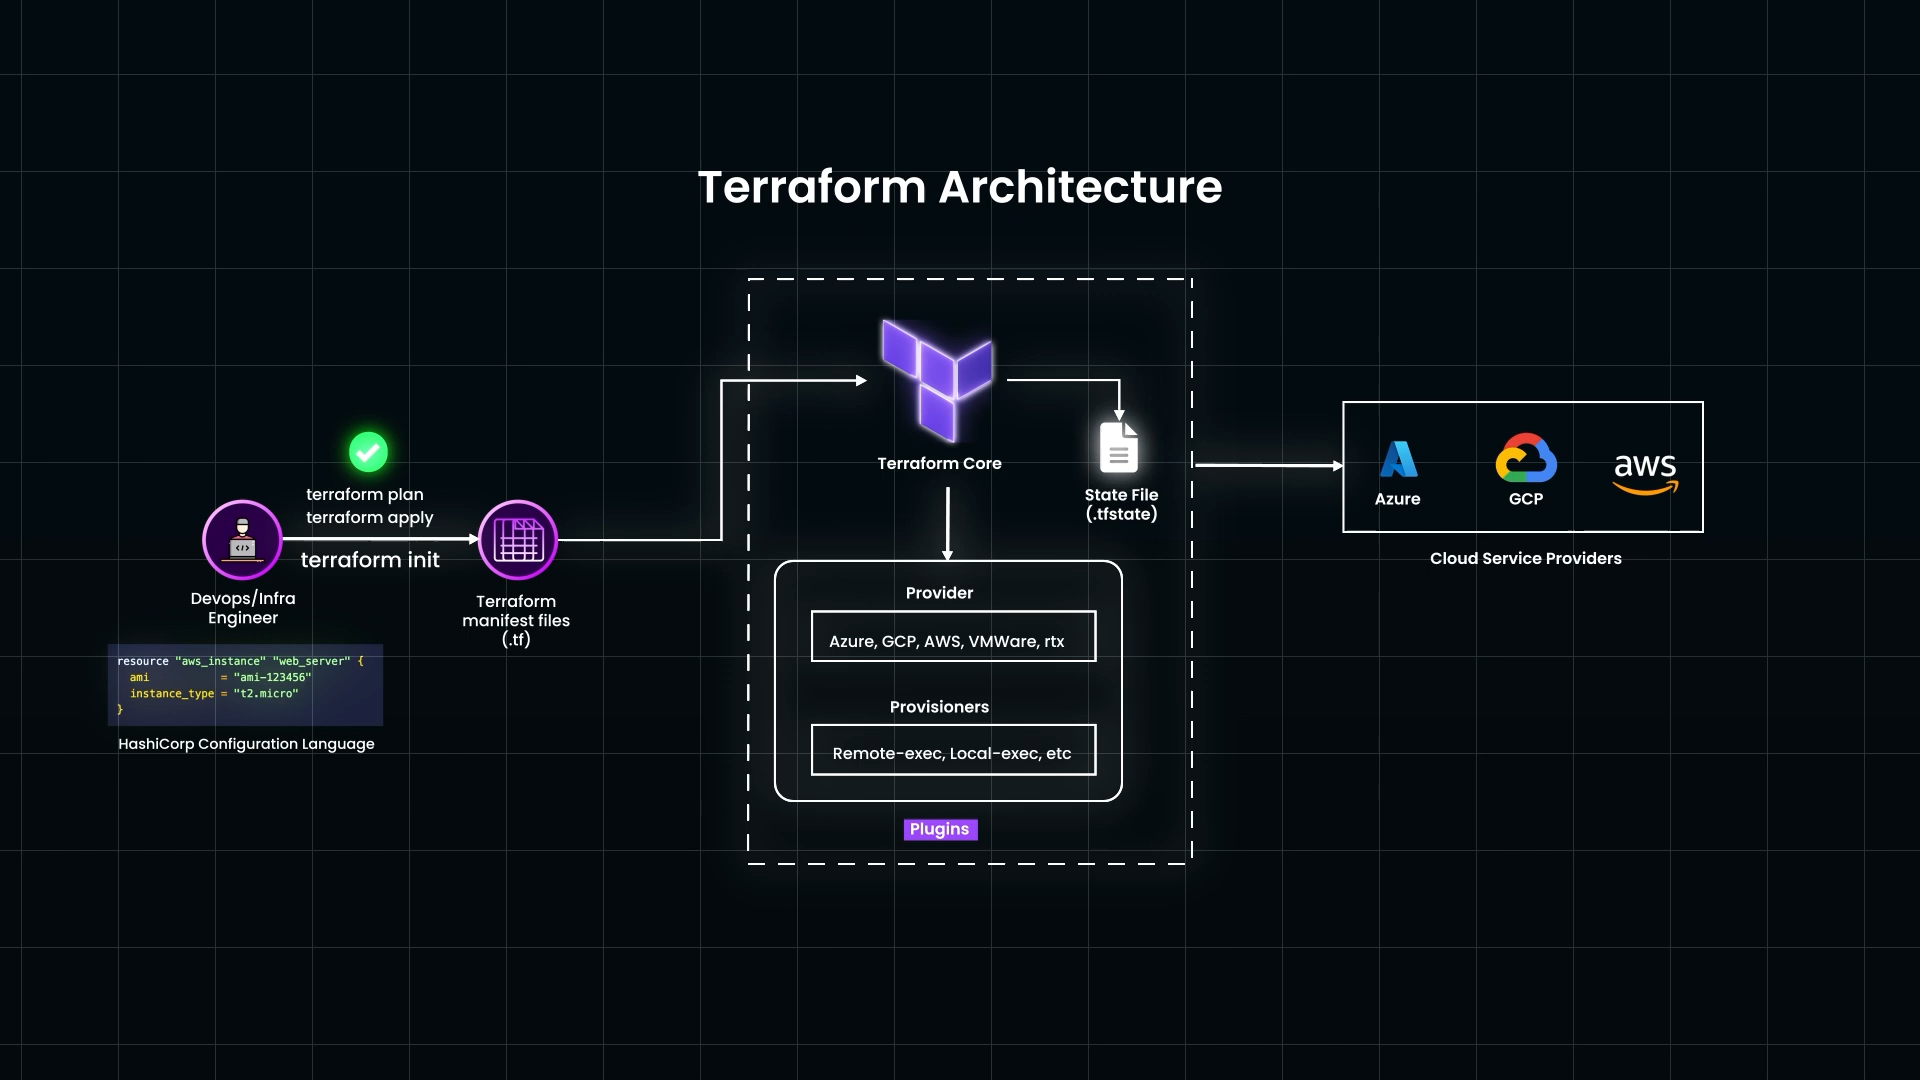 Terraform Architecture
terraform plan
terraform apply
terraform init
Devops/Infra
Engineer
Terraform
manifest files
(.tf)
resource "aws_instance" "web_server" {
  ami           = "ami-123456"
  instance_type = "t2.micro"
}
HashiCorp Configuration Language
</>
Terraform Core
State File
(.tfstate)
Provider
Azure, GCP, AWS, VMWare, rtx
Provisioners
Remote-exec, Local-exec, etc
Plugins
Azure
GCP
aws
Cloud Service Providers